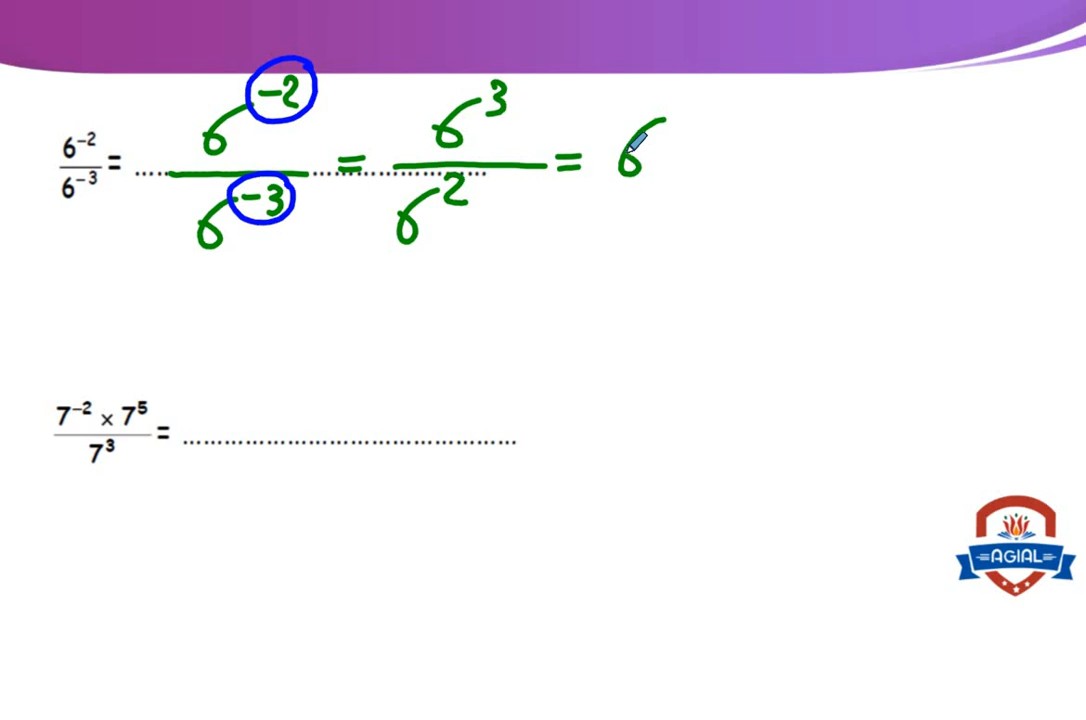 6⁻²/6⁻³ = ..... 6⁻²/6⁻³ ..... = 6³/6² = 6
7⁻² × 7⁵/7³ = ................................................
AGIAL